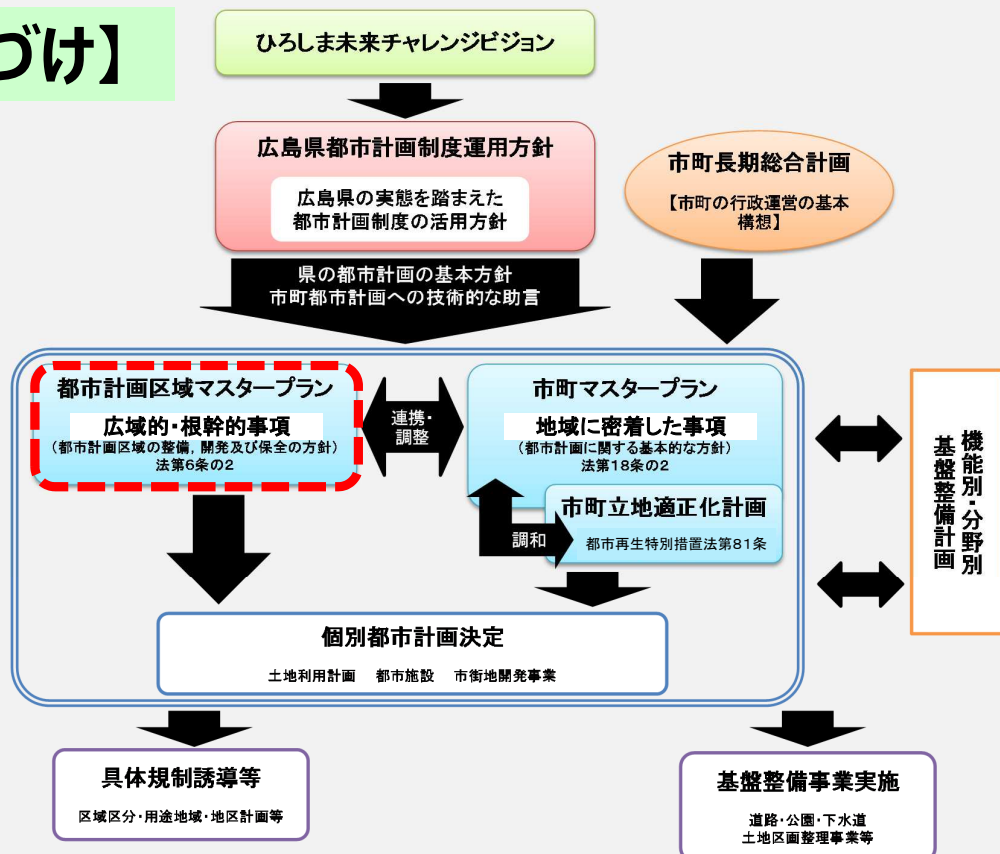 づけ】
ひろしま未来チャレンジビジョン
広島県都市計画制度運用方針
広島県の実態を踏まえた
都市計画制度の活用方針
市町長期総合計画
【市町の行政運営の基本
構想】
県の都市計画の基本方針
市町都市計画への技術的な助言
都市計画区域マスタープラン
広域的・根幹的事項
(都市計画区域の整備,開発及び保全の方針)
法第6条の2
連携・
調整
市町マスタープラン
地域に密着した事項
(都市計画に関する基本的な方針)
法第18条の2
市町立地適正化計画
都市再生特別措置法第81条
調和
機能別・分野別
基盤整備計画
個別都市計画決定
土地利用計画 都市施設 市街地開発事業
具体規制誘導等
区域区分・用途地域・地区計画等
基盤整備事業実施
道路・公園・下水道
土地区画整理事業等